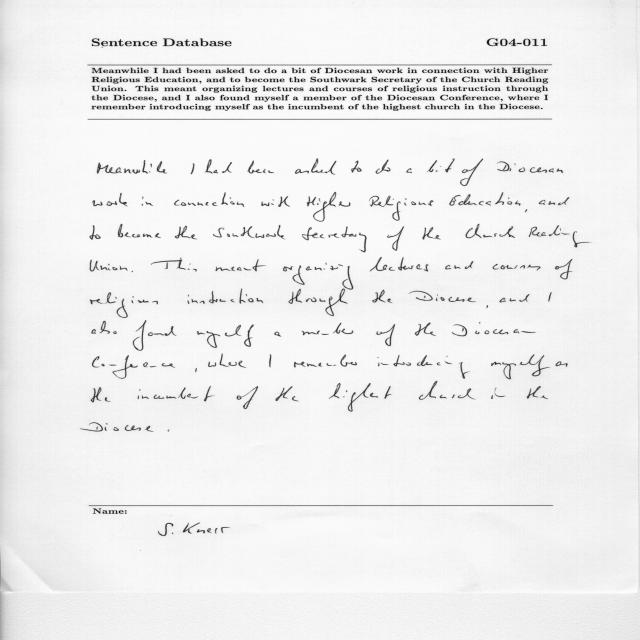 Sentence Database G04-011
Meanwhile I had been asked to do a bit of Diocesan work in connection with Higher
Religious Education, and to become the Southwark Secretary of the Church Reading
Union. This meant organizing lectures and courses of religious instruction through
the Diocese, and I also found myself a member of the Diocesan Conference, where I
remember introducing myself as the incumbent of the highest church in the Diocese.
Meanwhile I had been asked to do a bit of Diocesan
work in connection with Higher Religious Education, and
to become the Southwark Secretary of the Church Reading
Union. This meant organizing lectures and courses of
religious instruction through the Diocese, and I
also found myself a member of the Diocesan
Conference, where I remember introducing myself as
the incumbent of the highest church in the
Diocese.
Name:
S.